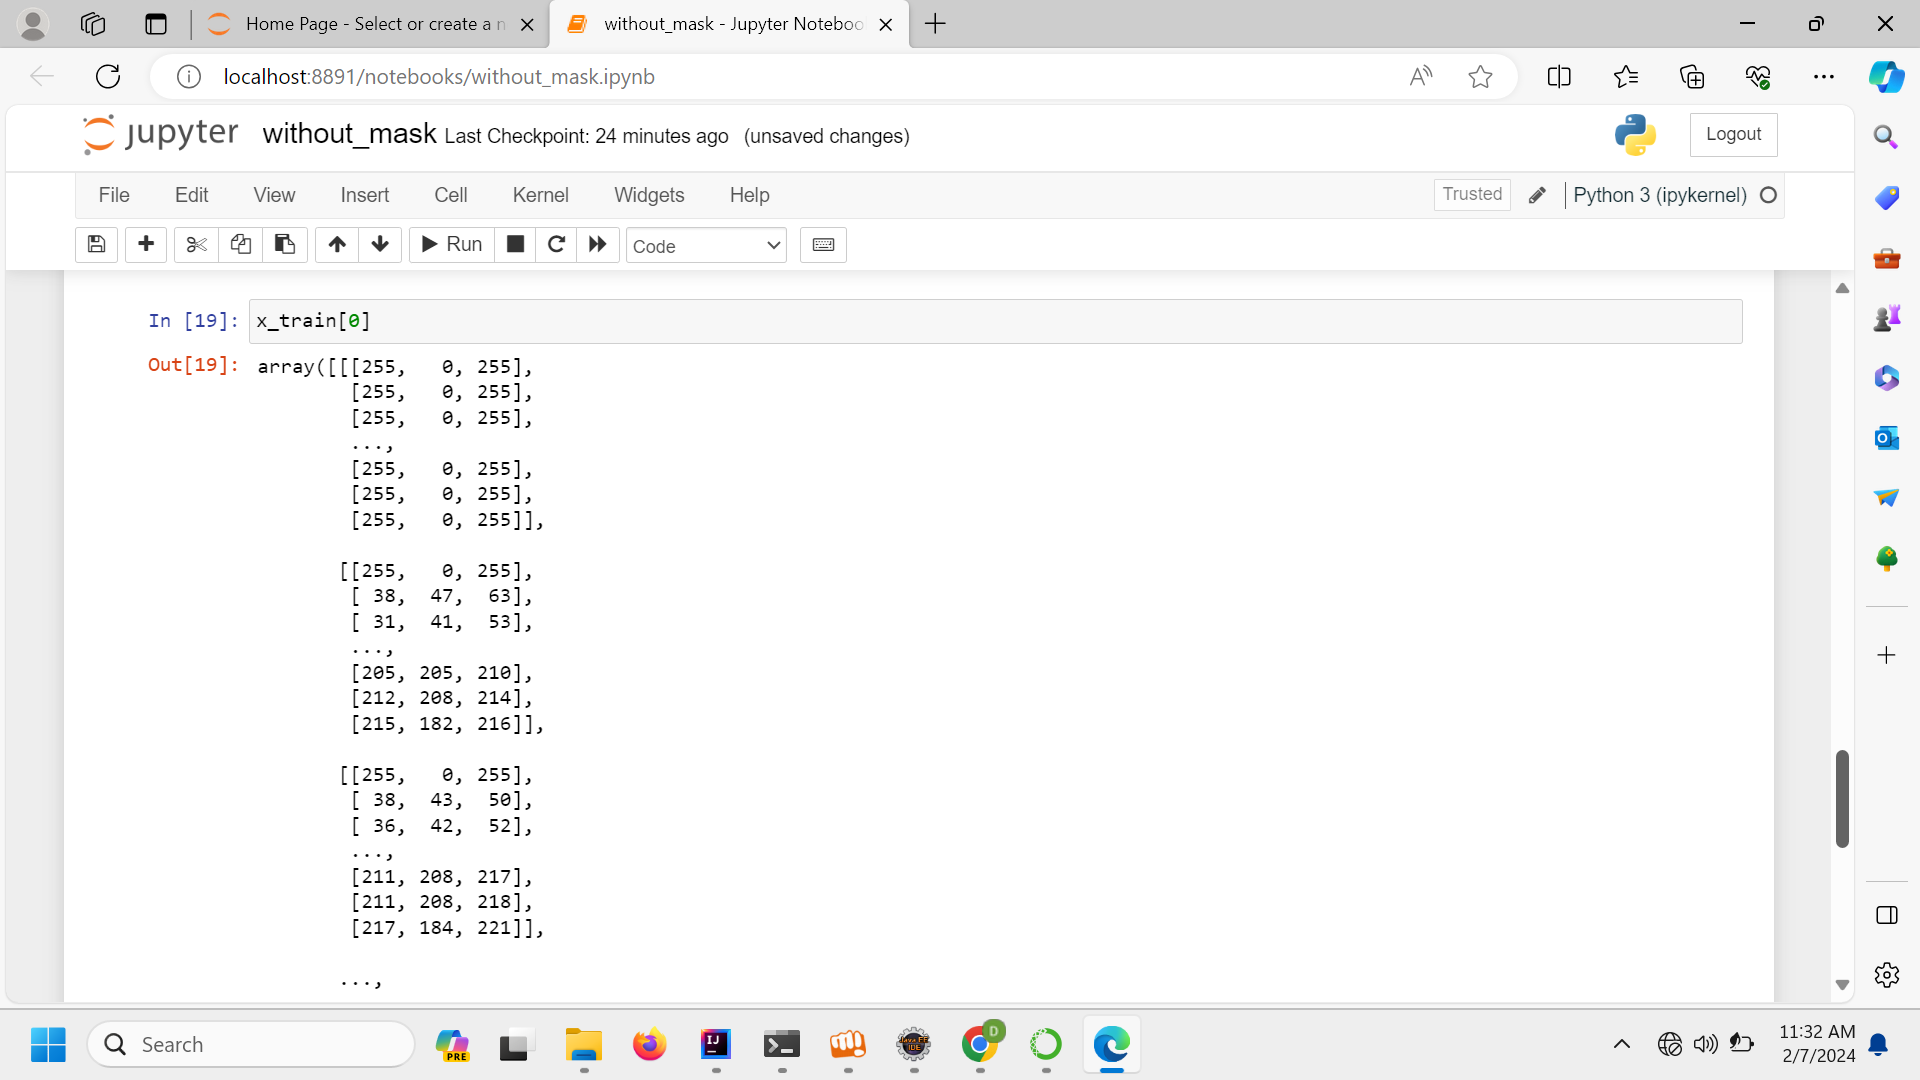 Home Page - Select or create a n
without_mask - Jupyter Noteboo
localhost:8891/notebooks/without_mask.ipynb
jupyter without_mask Last Checkpoint: 24 minutes ago (unsaved changes)
Logout
File Edit View Insert Cell Kernel Widgets Help
Trusted Python 3 (ipykernel)
Run Code
In [19]: x_train[0]
Out[19]: array([[[255,   0, 255],
[255,   0, 255],
[255,   0, 255],
...,
[255,   0, 255],
[255,   0, 255],
[255,   0, 255]],
[[255,   0, 255],
[ 38,  47,  63],
[ 31,  41,  53],
...,
[205, 205, 210],
[212, 208, 214],
[215, 182, 216]],
[[255,   0, 255],
[ 38,  43,  50],
[ 36,  42,  52],
...,
[211, 208, 217],
[211, 208, 218],
[217, 184, 221]],
...,
Search
PRE
IJ
D
11:32 AM
2/7/2024